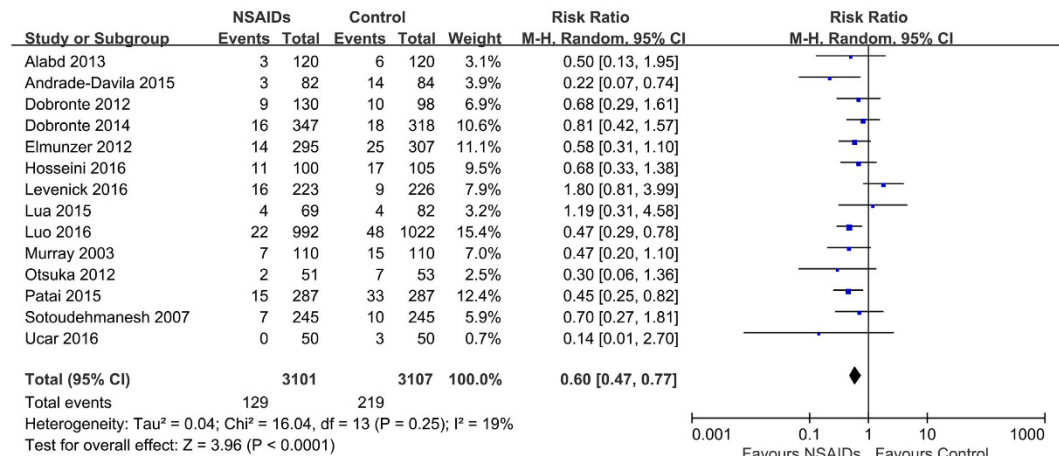 NSAIDs Control Risk Ratio Risk Ratio
Study or Subgroup Events Total Events Total Weight M-H, Random, 95% CI M-H, Random, 95% CI
Alabd 2013 3 120 6 120 3.1% 0.50 [0.13, 1.95]
Andrade-Davila 2015 3 82 14 84 3.9% 0.22 [0.07, 0.74]
Dobronte 2012 9 130 10 98 6.9% 0.68 [0.29, 1.61]
Dobronte 2014 16 347 18 318 10.6% 0.81 [0.42, 1.57]
Elmunzer 2012 14 295 25 307 11.1% 0.58 [0.31, 1.10]
Hosseini 2016 11 100 17 105 9.5% 0.68 [0.33, 1.38]
Levenick 2016 16 223 9 226 7.9% 1.80 [0.81, 3.99]
Lua 2015 4 69 4 82 3.2% 1.19 [0.31, 4.58]
Luo 2016 22 992 48 1022 15.4% 0.47 [0.29, 0.78]
Murray 2003 7 110 15 110 7.0% 0.47 [0.20, 1.10]
Otsuka 2012 2 51 7 53 2.5% 0.30 [0.06, 1.36]
Patai 2015 15 287 33 287 12.4% 0.45 [0.25, 0.82]
Sotoudehmanesh 2007 7 245 10 245 5.9% 0.70 [0.27, 1.81]
Ucar 2016 0 50 3 50 0.7% 0.14 [0.01, 2.70]
Total (95% CI) 3101 3107 100.0% 0.60 [0.47, 0.77]
Total events 129 219
Heterogeneity: Tau² = 0.04; Chi² = 16.04, df = 13 (P = 0.25); I² = 19%
Test for overall effect: Z = 3.96 (P < 0.0001)
0.001 0.1 1 10 1000
Favours NSAIDs Favours Control